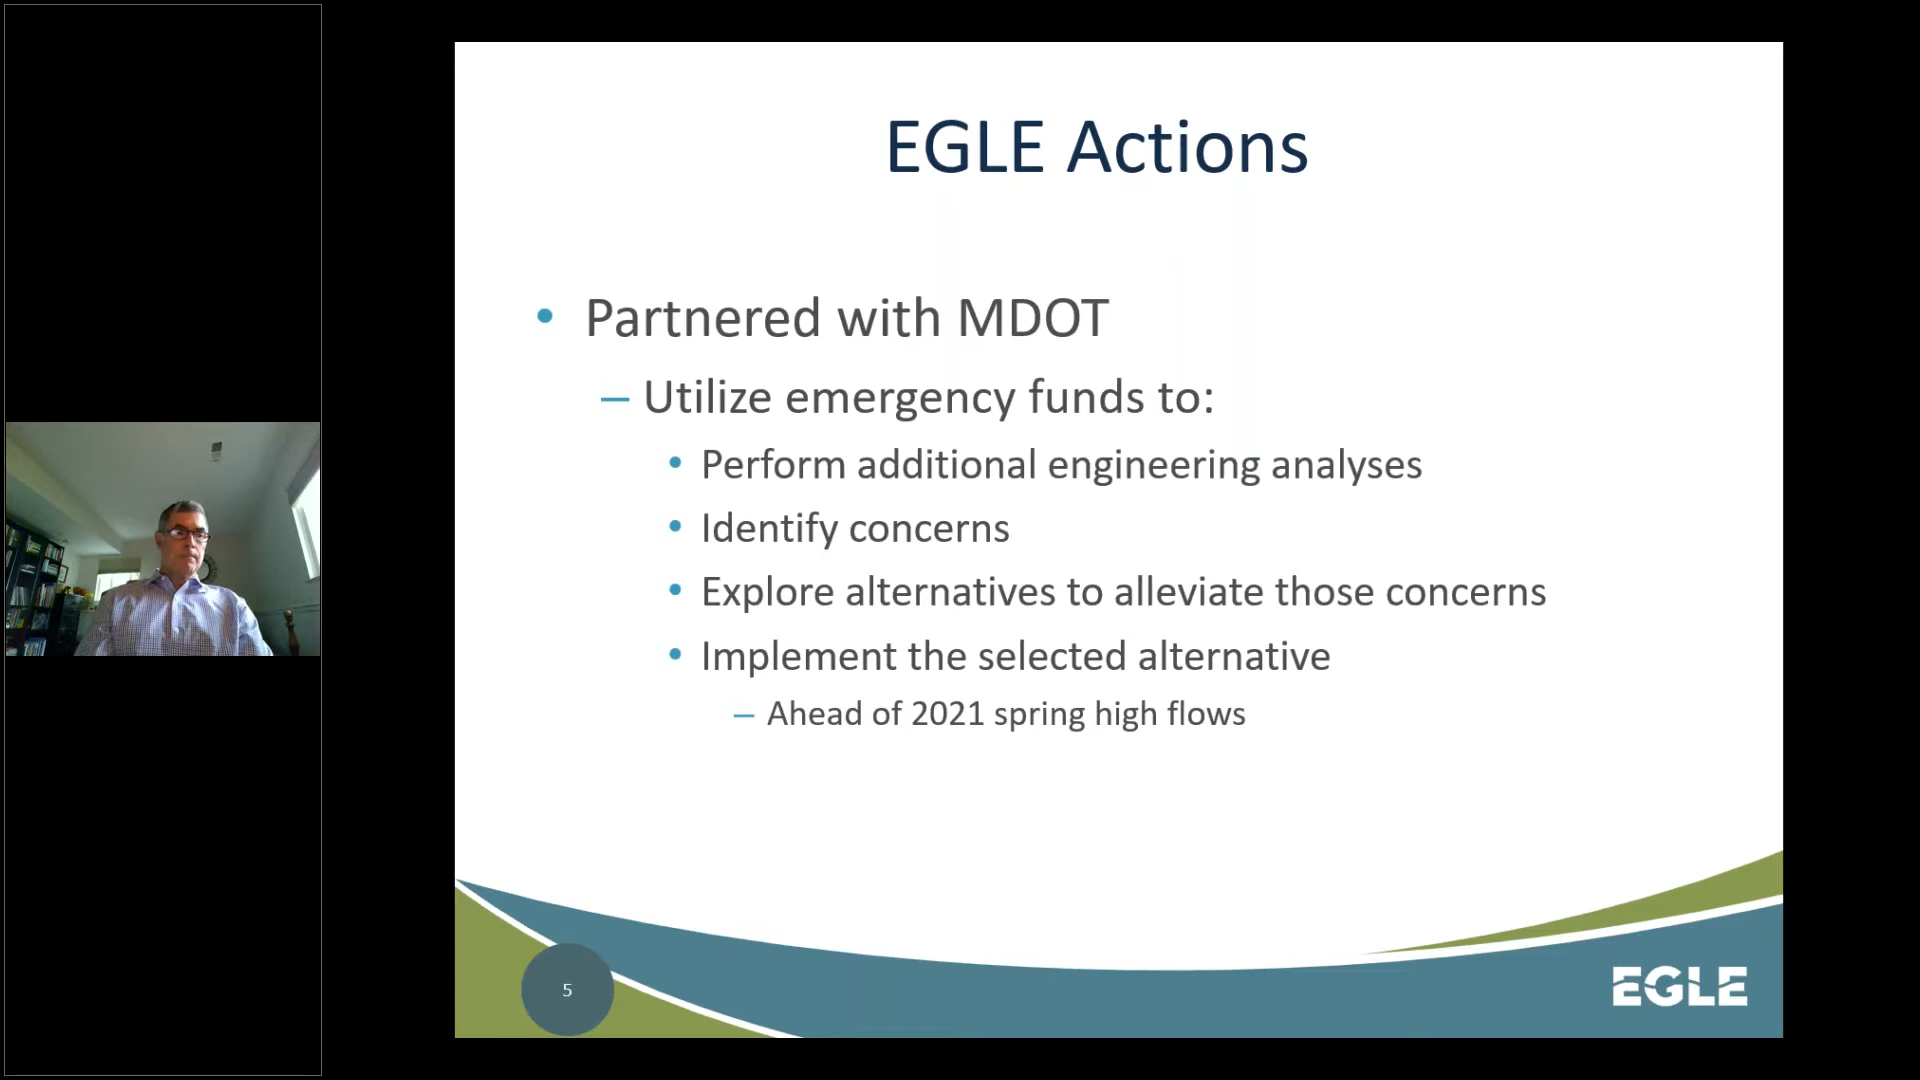 EGLE Actions
• Partnered with MDOT
– Utilize emergency funds to:
• Perform additional engineering analyses
• Identify concerns
• Explore alternatives to alleviate those concerns
• Implement the selected alternative
– Ahead of 2021 spring high flows
5
EGLE